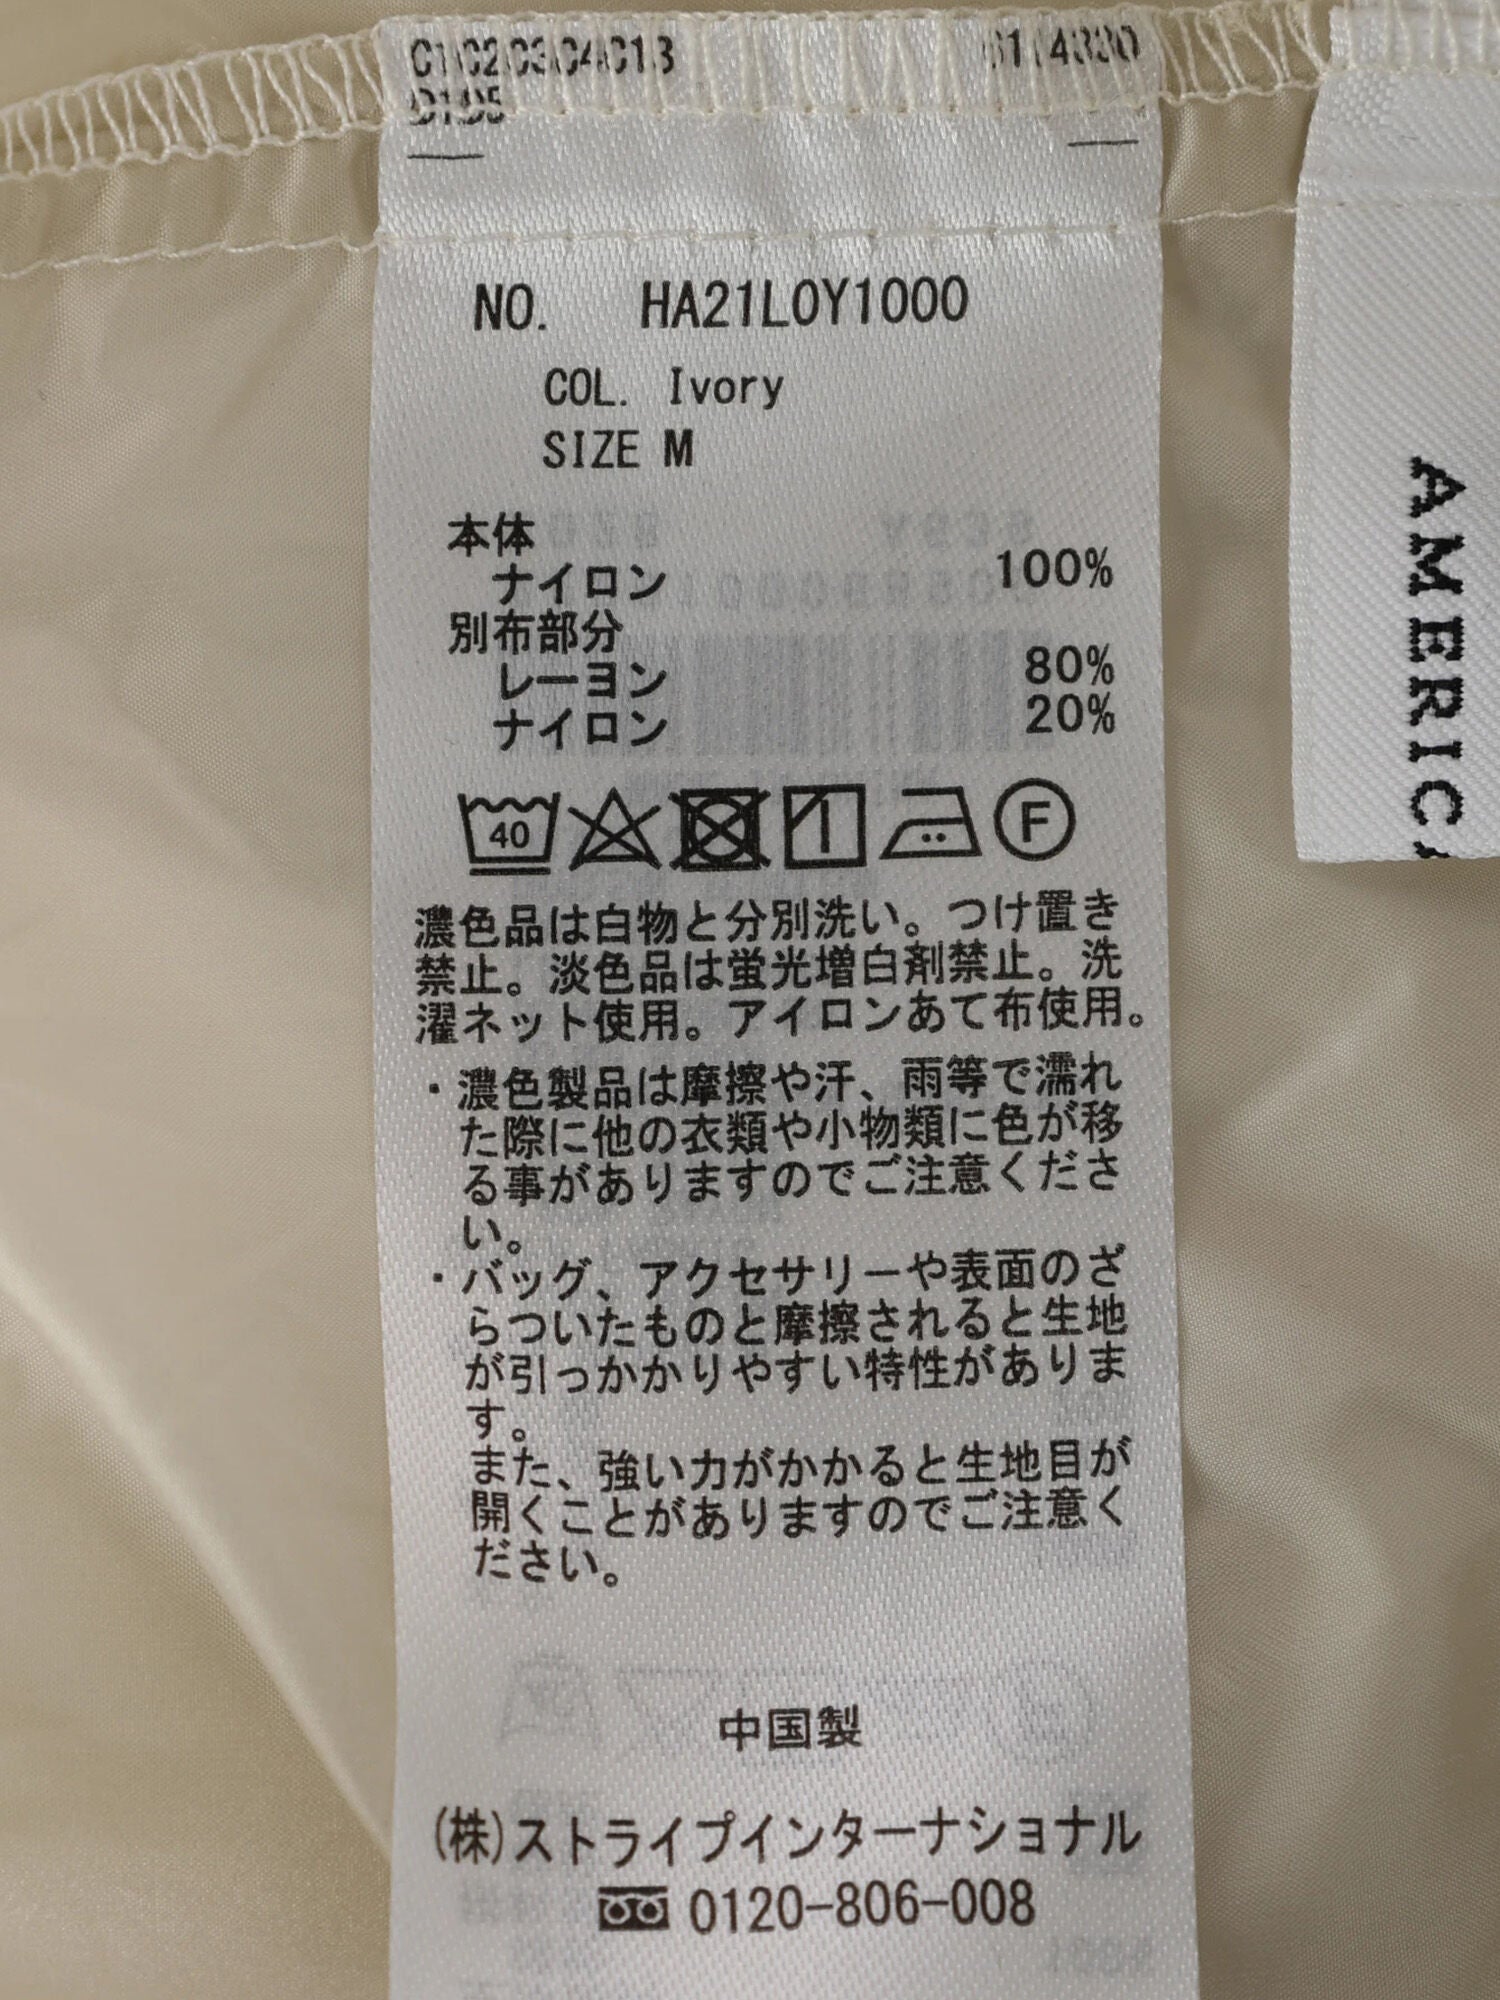 C1C2C3C4C13
D1D5
NO. HA21L0Y1000
COL. Ivory
SIZE M
本体
ナイロン 100%
別布部分
レーヨン 80%
ナイロン 20%
40
F
濃色品は白物と分別洗い。つけ置き
禁止。淡色品は蛍光増白剤禁止。洗
濯ネット使用。アイロンあて布使用。
・濃色製品は摩擦や汗、雨等で濡れ
た際に他の衣類や小物類に色が移
る事がありますのでご注意くださ
い。
・バッグ、アクセサリーや表面のざ
らついたものと摩擦されると生地
が引っかかりやすい特性がありま
す。
また、強い力がかかると生地目が
開くことがありますのでご注意く
ださい。
中国製
(株)ストライプインターナショナル
0120-806-008
AMERIC